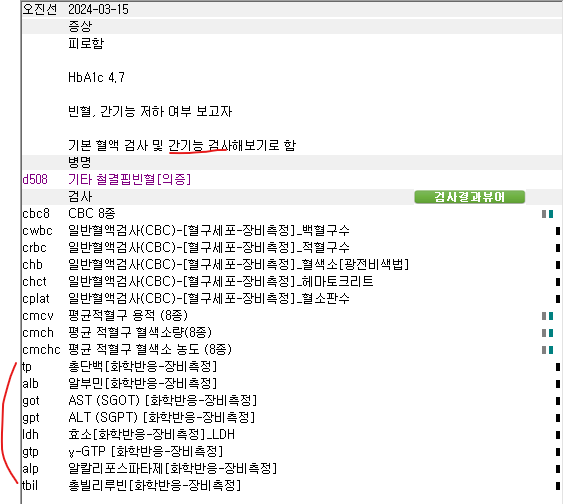 오진선 2024-03-15
증상
피로함
HbA1c 4.7
빈혈, 간기능 저하 여부 보고자
기본 혈액 검사 및 간기능 검사해보기로 함
병명
d508 기타 철결핍빈혈[의증]
검사 검사결과뷰어
cbc8 CBC 8종
cwbc 일반혈액검사(CBC)-[혈구세포-장비측정]_백혈구수
crbc 일반혈액검사(CBC)-[혈구세포-장비측정]_적혈구수
chb 일반혈액검사(CBC)-[혈구세포-장비측정]_혈색소[광전비색법]
chct 일반혈액검사(CBC)-[혈구세포-장비측정]_헤마토크리트
cplat 일반혈액검사(CBC)-[혈구세포-장비측정]_혈소판수
cmcv 평균적혈구 용적 (8종)
cmch 평균 적혈구 혈색소량(8종)
cmchc 평균 적혈구 혈색소 농도 (8종)
tp 총단백[화학반응-장비측정]
alb 알부민[화학반응-장비측정]
got AST (SGOT) [화학반응-장비측정]
gpt ALT (SGPT) [화학반응-장비측정]
ldh 효소[화학반응-장비측정]_LDH
gtp γ-GTP [화학반응-장비측정]
alp 알칼리포스파타제[화학반응-장비측정]
tbil 총빌리루빈[화학반응-장비측정]